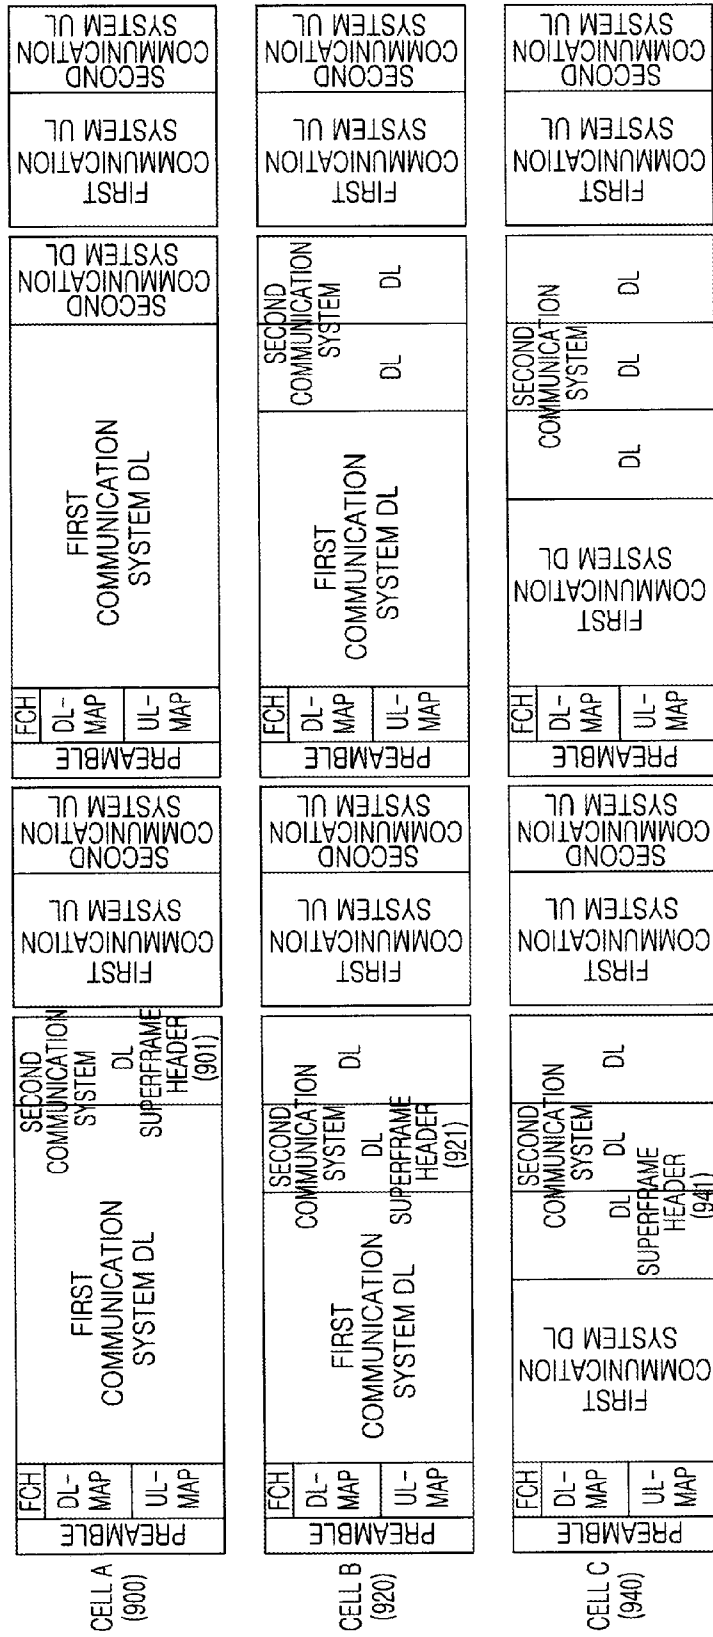 CELL A
(900)
PREAMBLE
FCH
DL-
MAP
UL-
MAP
FIRST
COMMUNICATION
SYSTEM DL
SECOND
COMMUNICATION
SYSTEM
DL
SUPERFRAME
HEADER
(901)
FIRST
COMMUNICATION
SYSTEM UL
SECOND
COMMUNICATION
SYSTEM UL
PREAMBLE
FCH
DL-
MAP
UL-
MAP
FIRST
COMMUNICATION
SYSTEM DL
SECOND
COMMUNICATION
SYSTEM DL
FIRST
COMMUNICATION
SYSTEM UL
SECOND
COMMUNICATION
SYSTEM UL
CELL B
(920)
PREAMBLE
FCH
DL-
MAP
UL-
MAP
FIRST
COMMUNICATION
SYSTEM DL
SECOND
COMMUNICATION
SYSTEM
DL
SUPERFRAME
HEADER
(921)
DL
FIRST
COMMUNICATION
SYSTEM UL
SECOND
COMMUNICATION
SYSTEM UL
PREAMBLE
FCH
DL-
MAP
UL-
MAP
FIRST
COMMUNICATION
SYSTEM DL
SECOND
COMMUNICATION
SYSTEM
DL
DL
FIRST
COMMUNICATION
SYSTEM UL
SECOND
COMMUNICATION
SYSTEM UL
CELL C
(940)
PREAMBLE
FCH
DL-
MAP
UL-
MAP
FIRST
COMMUNICATION
SYSTEM DL
SECOND
COMMUNICATION
SYSTEM
DL
SUPERFRAME
HEADER
(941)
DL
DL
FIRST
COMMUNICATION
SYSTEM UL
SECOND
COMMUNICATION
SYSTEM UL
PREAMBLE
FCH
DL-
MAP
UL-
MAP
FIRST
COMMUNICATION
SYSTEM DL
SECOND
COMMUNICATION
SYSTEM
DL
DL
DL
FIRST
COMMUNICATION
SYSTEM UL
SECOND
COMMUNICATION
SYSTEM UL